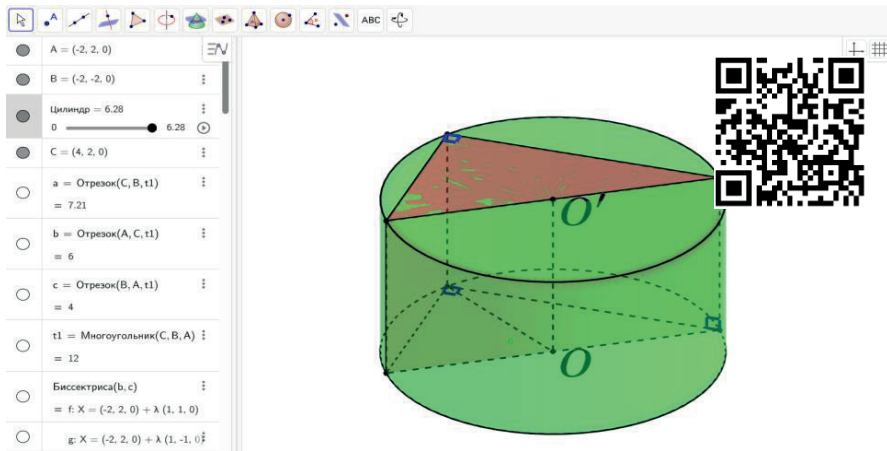 ABC
A = (-2, 2, 0)
B = (-2, -2, 0)
Цилиндр = 6.28
0 6.28
C = (4, 2, 0)
a = Отрезок(C, B, t1)
= 7.21
b = Отрезок(A, C, t1)
= 6
c = Отрезок(B, A, t1)
= 4
t1 = Многоугольник(C, B, A)
= 12
Биссектриса(b, c)
= f: X = (-2, 2, 0) + λ (1, 1, 0)
g: X = (-2, 2, 0) + λ (1, -1, 0)
O'
O